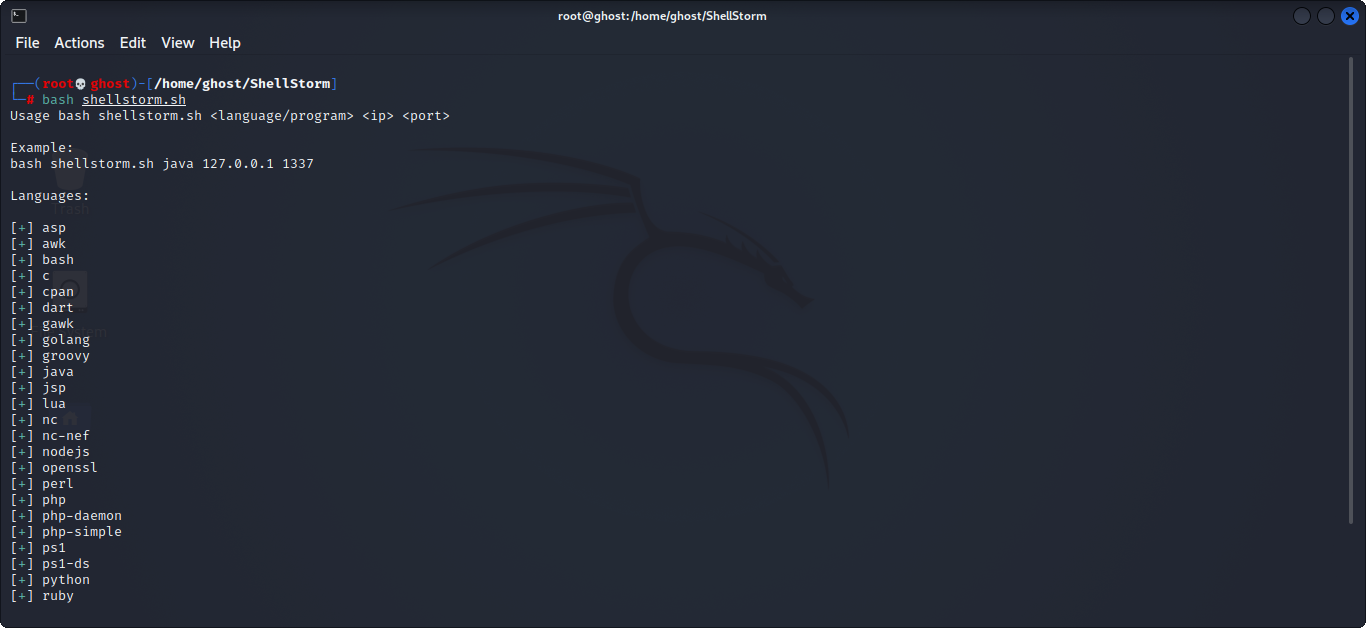 root@ghost:/home/ghost/ShellStorm
File Actions Edit View Help
┌──(root💀ghost)-[/home/ghost/ShellStorm]
└─# bash shellstorm.sh
Usage bash shellstorm.sh <language/program> <ip> <port>
Example:
bash shellstorm.sh java 127.0.0.1 1337
Languages:
[+] asp
[+] awk
[+] bash
[+] c
[+] cpan
[+] dart
[+] gawk
[+] golang
[+] groovy
[+] java
[+] jsp
[+] lua
[+] nc
[+] nc-nef
[+] nodejs
[+] openssl
[+] perl
[+] php
[+] php-daemon
[+] php-simple
[+] ps1
[+] ps1-ds
[+] python
[+] ruby